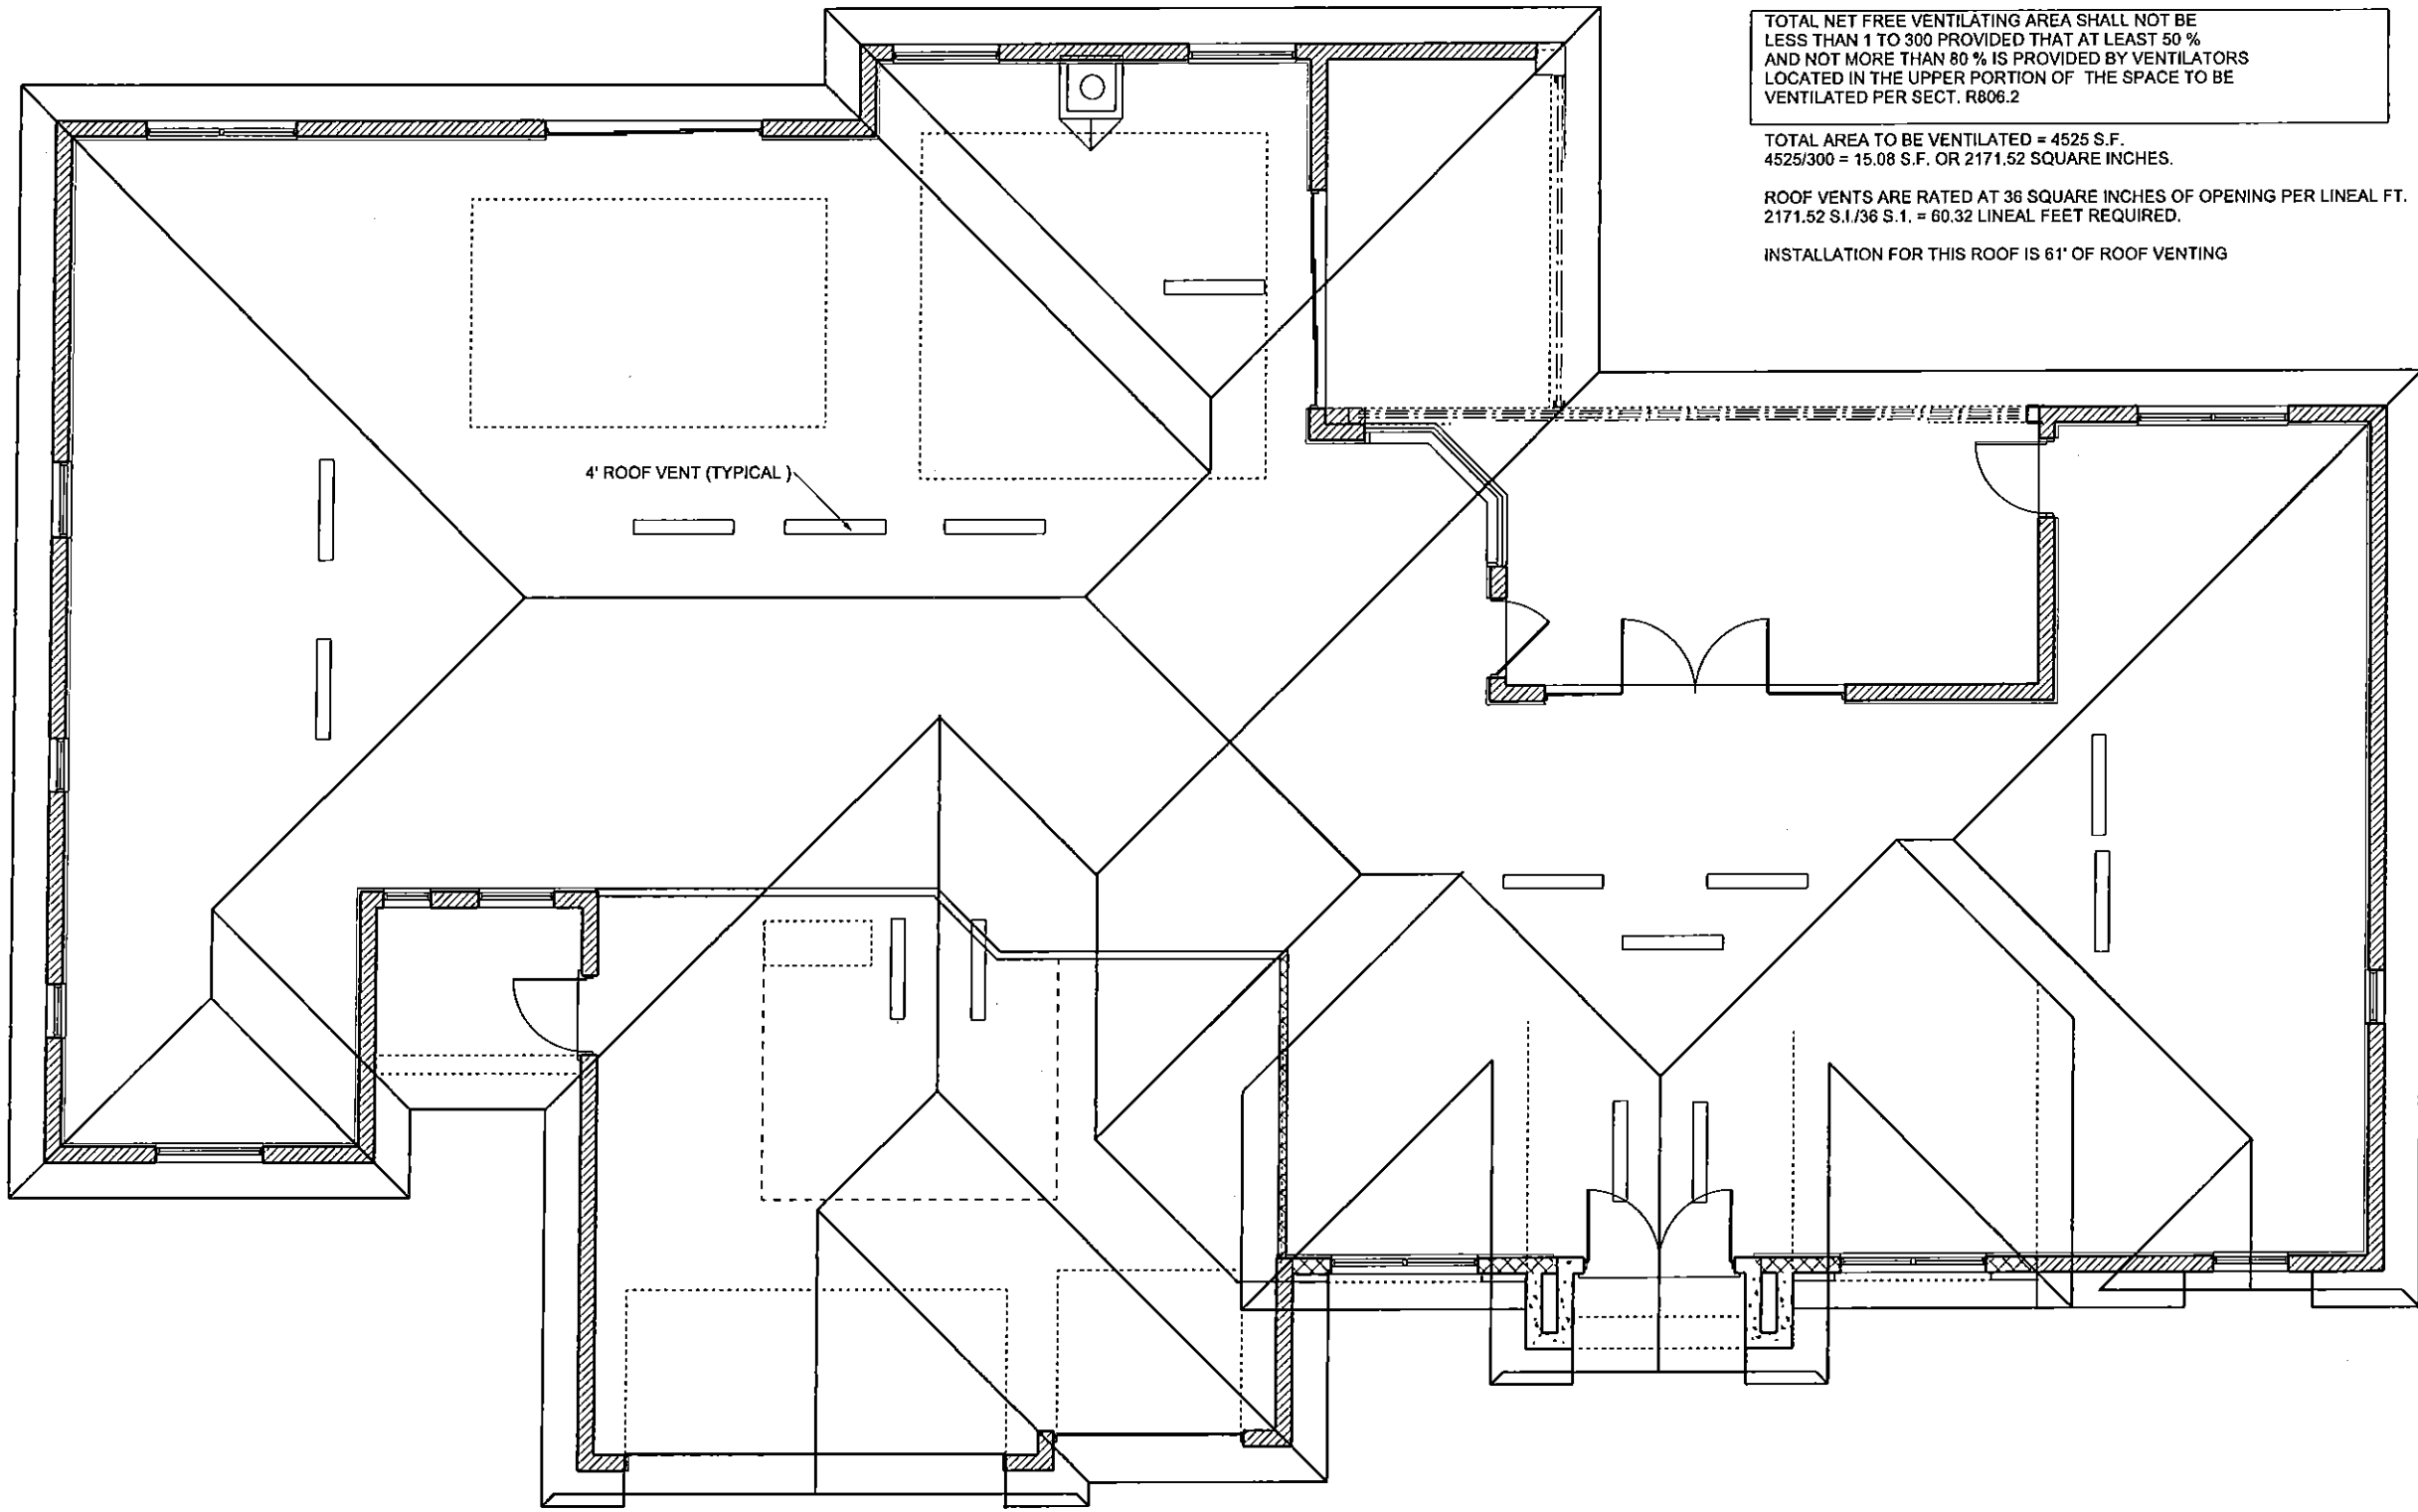 TOTAL NET FREE VENTILATING AREA SHALL NOT BE
LESS THAN 1 TO 300 PROVIDED THAT AT LEAST 50 %
AND NOT MORE THAN 80 % IS PROVIDED BY VENTILATORS
LOCATED IN THE UPPER PORTION OF THE SPACE TO BE
VENTILATED PER SECT. R806.2
TOTAL AREA TO BE VENTILATED = 4525 S.F.
4525/300 = 15.08 S.F. OR 2171.52 SQUARE INCHES.
ROOF VENTS ARE RATED AT 36 SQUARE INCHES OF OPENING PER LINEAL FT.
2171.52 S.I./36 S.1. = 60.32 LINEAL FEET REQUIRED.
INSTALLATION FOR THIS ROOF IS 61' OF ROOF VENTING
4' ROOF VENT (TYPICAL )